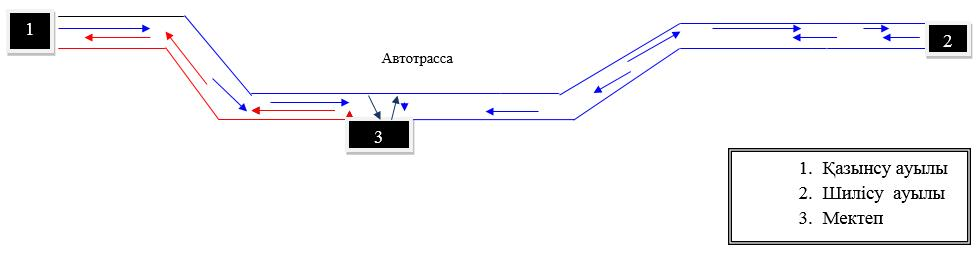 1
Автотрасса
2
3
1. Қазынсу ауылы
2. Шилісу ауылы
3. Мектеп